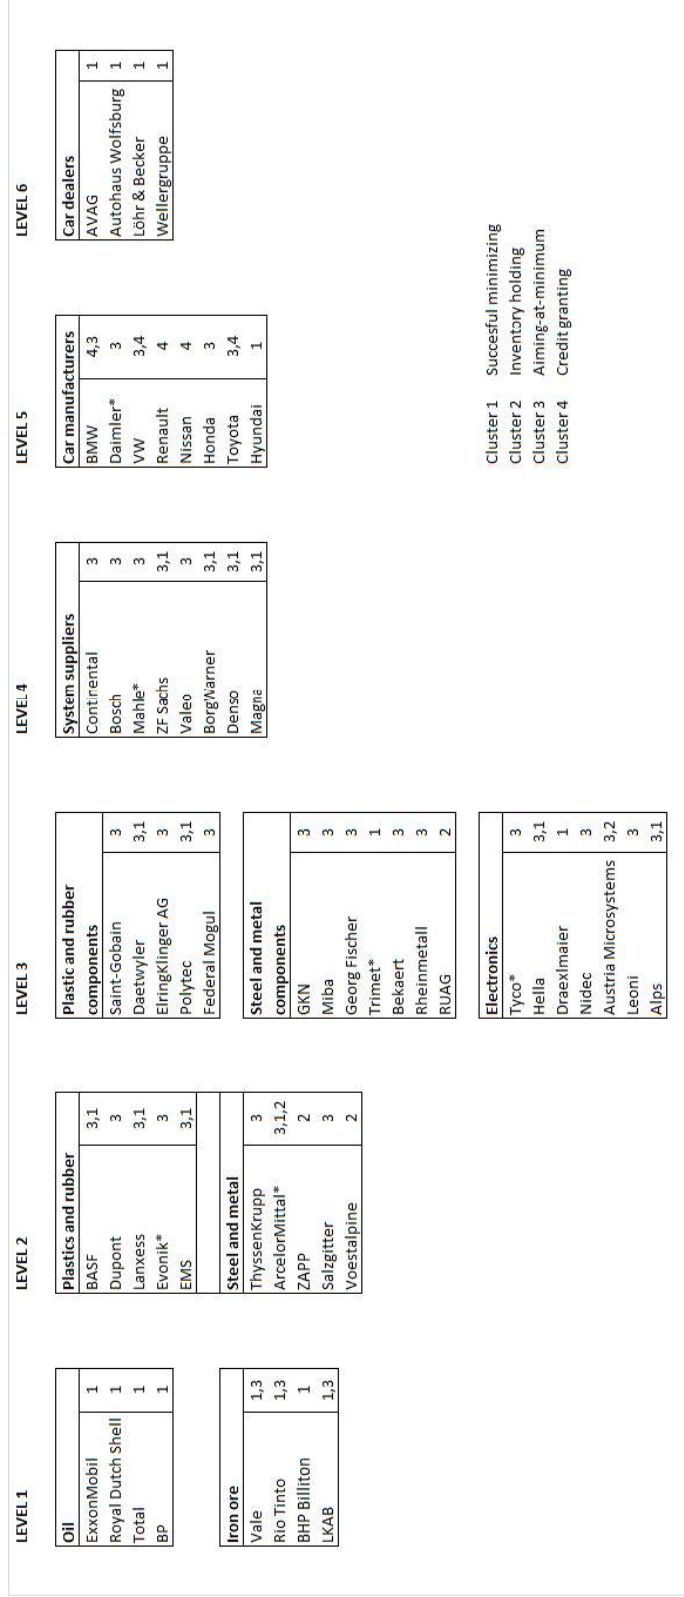 LEVEL 1
Oil
ExxonMobil 1
Royal Dutch Shell 1
Total 1
BP 1
Iron ore
Vale 1,3
Rio Tinto 1,3
BHP Billiton 1
LKAB 1,3
LEVEL 2
Plastics and rubber
BASF 3,1
Dupont 3
Lanxess 3,1
Evonik* 3
EMS 3,1
Steel and metal
ThyssenKrupp 3
ArcelorMittal* 3,1,2
ZAPP 2
Salzgitter 3
Voestalpine 2
LEVEL 3
Plastic and rubber
components
Saint-Gobain 3
Daetwyler 3,1
ElringKlinger AG 3
Polytec 3,1
Federal Mogul 3
Steel and metal
components
GKN 3
Miba 3
Georg Fischer 3
Trimet* 1
Bekaert 3
Rheinmetall 3
RUAG 2
Electronics
Tyco* 3
Hella 3,1
Draexlmaier 1
Nidec 3
Austria Microsystems 3,2
Leoni 3
Alps 3,1
LEVEL 4
System suppliers
Continental 3
Bosch 3
Mahle* 3
ZF Sachs 3,1
Valeo 3
BorgWarner 3,1
Denso 3,1
Magna 3,1
LEVEL 5
Car manufacturers
BMW 4,3
Daimler* 3
VW 3,4
Renault 4
Nissan 4
Honda 3
Toyota 3,4
Hyundai 1
LEVEL 6
Car dealers
AVAG 1
Autohaus Wolfsburg 1
Löhr & Becker 1
Wellergruppe 1
Cluster 1 Succesful minimizing
Cluster 2 Inventory holding
Cluster 3 Aiming-at-minimum
Cluster 4 Credit granting